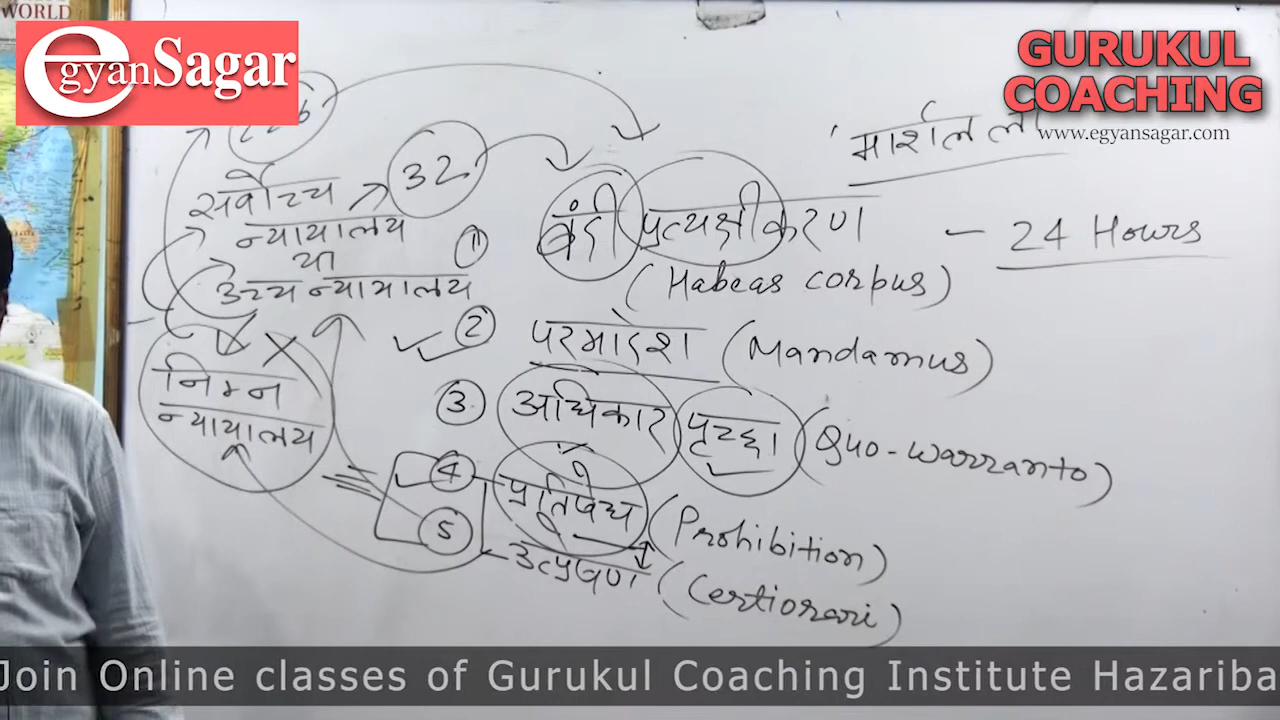 WORLD
egyanSagar
GURUKUL
COACHING
www.egyansagar.com
मार्शल लॉ
226
32
सर्वोच्च
न्यायालय
या
उच्च न्यायालय
निम्न
न्यायालय
1 बंदी प्रत्यक्षीकरण – 24 Hours
(Habeas corpus)
2 परमादेश (Mandamus)
3 अधिकार पृच्छा (Quo-warranto)
4 प्रतिषेध (Prohibition)
5 उत्प्रेषण (Certiorari)
Join Online classes of Gurukul Coaching Institute Hazariba